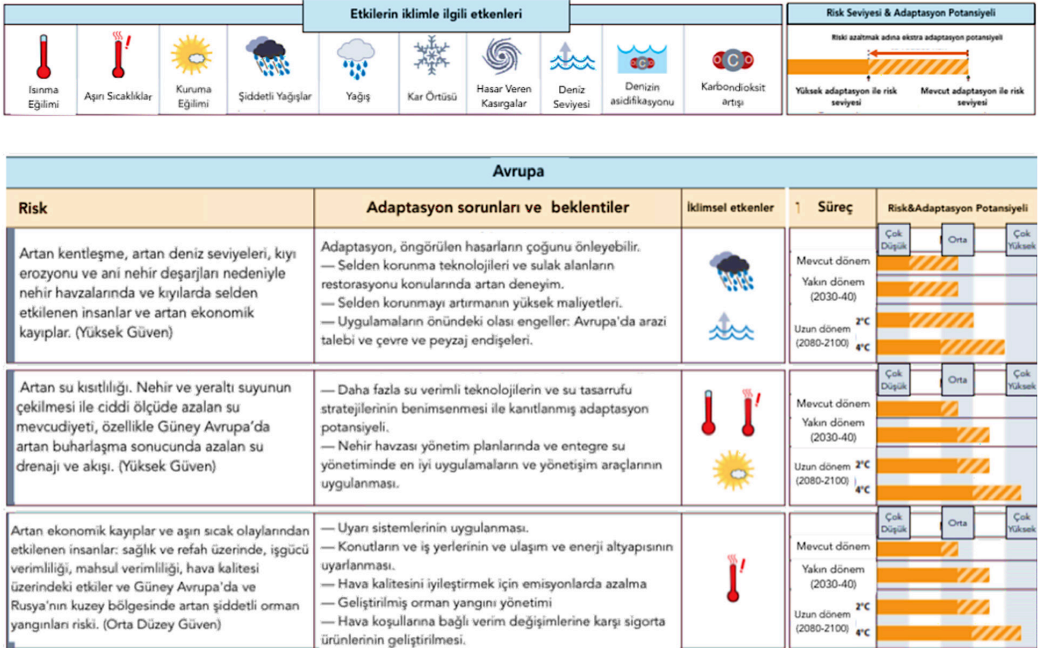 Etkilerin iklimle ilgili etkenleri
Isınma
Eğilimi
Aşırı Sıcaklıklar
Kuruma
Eğilimi
Şiddetli Yağışlar
Yağış
Kar Örtüsü
Hasar Veren
Kasırgalar
Deniz
Seviyesi
Denizin
asidifikasyonu
Karbondioksit
artışı
Risk Seviyesi & Adaptasyon Potansiyeli
Riski azaltmak adına ekstra adaptasyon potansiyeli
Yüksek adaptasyon ile risk
seviyesi
Mevcut adaptasyon ile risk
seviyesi
Avrupa
Risk
Adaptasyon sorunları ve beklentiler
İklimsel etkenler
Süreç
Risk&Adaptasyon Potansiyeli
Artan kentleşme, artan deniz seviyeleri, kıyı
erozyonu ve ani nehir deşarjları nedeniyle
nehir havzalarında ve kıyılarda selden
etkilenen insanlar ve artan ekonomik
kayıplar. (Yüksek Güven)
Adaptasyon, öngörülen hasarların çoğunu önleyebilir.
— Selden korunma teknolojileri ve sulak alanların
restorasyonu konularında artan deneyim.
— Selden korunmayı artırmanın yüksek maliyetleri.
— Uygulamaların önündeki olası engeller: Avrupa'da arazi
talebi ve çevre ve peyzaj endişeleri.
Mevcut dönem
Yakın dönem
(2030-40)
Uzun dönem
(2080-2100)
2°C
4°C
Çok
Düşük
Orta
Çok
Yüksek
Artan su kısıtlılığı. Nehir ve yeraltı suyunun
çekilmesi ile ciddi ölçüde azalan su
mevcudiyeti, özellikle Güney Avrupa'da
artan buharlaşma sonucunda azalan su
drenajı ve akışı. (Yüksek Güven)
— Daha fazla su verimli teknolojilerin ve su tasarrufu
stratejilerinin benimsenmesi ile kanıtlanmış adaptasyon
potansiyeli.
— Nehir havzası yönetim planlarında ve entegre su
yönetiminde en iyi uygulamaların ve yönetişim araçlarının
uygulanması.
Mevcut dönem
Yakın dönem
(2030-40)
Uzun dönem
(2080-2100)
2°C
4°C
Çok
Düşük
Orta
Çok
Yüksek
Artan ekonomik kayıplar ve aşırı sıcak olaylarından
etkilenen insanlar: sağlık ve refah üzerinde, işgücü
verimliliği, mahsul verimliliği, hava kalitesi
üzerindeki etkiler ve Güney Avrupa'da ve
Rusya'nın kuzey bölgesinde artan şiddetli orman
yangınları riski. (Orta Düzey Güven)
— Uyarı sistemlerinin uygulanması.
— Konutların ve iş yerlerinin ve ulaşım ve enerji altyapısının
uyarlanması.
— Hava kalitesini iyileştirmek için emisyonlarda azalma
— Geliştirilmiş orman yangını yönetimi
— Hava koşullarına bağlı verim değişimlerine karşı sigorta
ürünlerinin geliştirilmesi.
Mevcut dönem
Yakın dönem
(2030-40)
Uzun dönem
(2080-2100)
2°C
4°C
Çok
Düşük
Orta
Çok
Yüksek